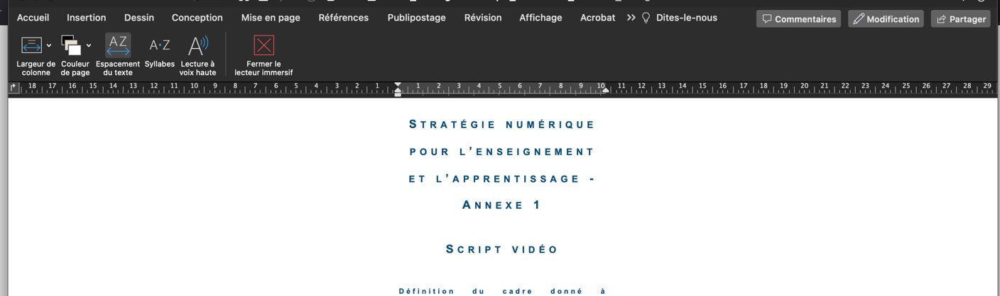 Accueil Insertion Dessin Conception Mise en page Références Publipostage Révision Affichage Acrobat >> Dites-le-nous Commentaires Modification Partager
AZ A·Z A
Largeur de colonne
Couleur de page
Espacement du texte
Syllabes
Lecture à voix haute
Fermer le lecteur immersif
18 17 16 15 14 13 12 11 10 9 8 7 6 5 4 3 2 1 1 2 3 4 5 6 7 8 9 10 11 12 13 14 15 16 17 18 19 20 21 22 23 24 25 26 27 28 29
STRATÉGIE NUMÉRIQUE
POUR L’ENSEIGNEMENT
ET L’APPRENTISSAGE -
ANNEXE 1
SCRIPT VIDÉO
Définition du cadre donné à